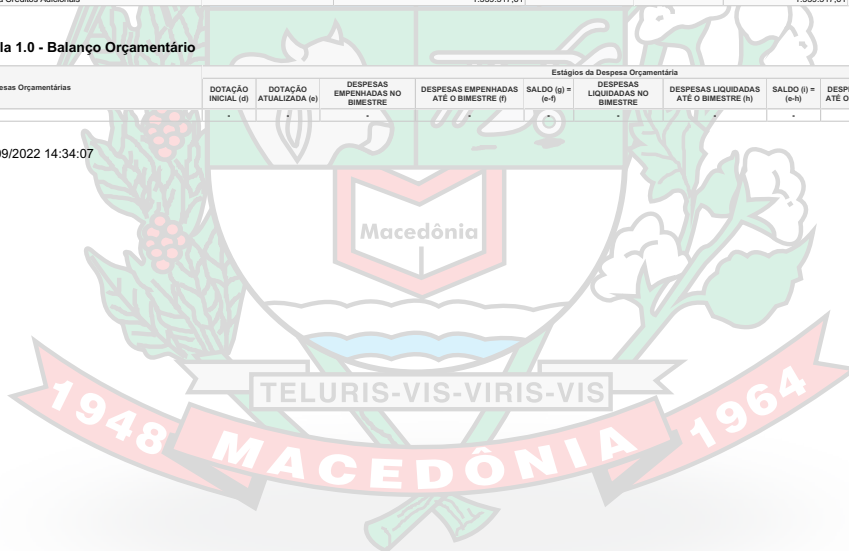 Créditos Adicionais
la 1.0 - Balanço Orçamentário
esas Orçamentárias
Estágios da Despesa Orçamentária
DOTAÇÃO INICIAL (d)
DOTAÇÃO ATUALIZADA (e)
DESPESAS EMPENHADAS NO BIMESTRE
DESPESAS EMPENHADAS ATÉ O BIMESTRE (f)
SALDO (g) = (e-f)
DESPESAS LIQUIDADAS NO BIMESTRE
DESPESAS LIQUIDADAS ATÉ O BIMESTRE (h)
SALDO (i) = (e-h)
DESP
ATÉ O
- - - - - - - -
09/2022 14:34:07
Macedônia
TELURIS-VIS-VIRIS-VIS
1948 MACEDÔNIA 1964